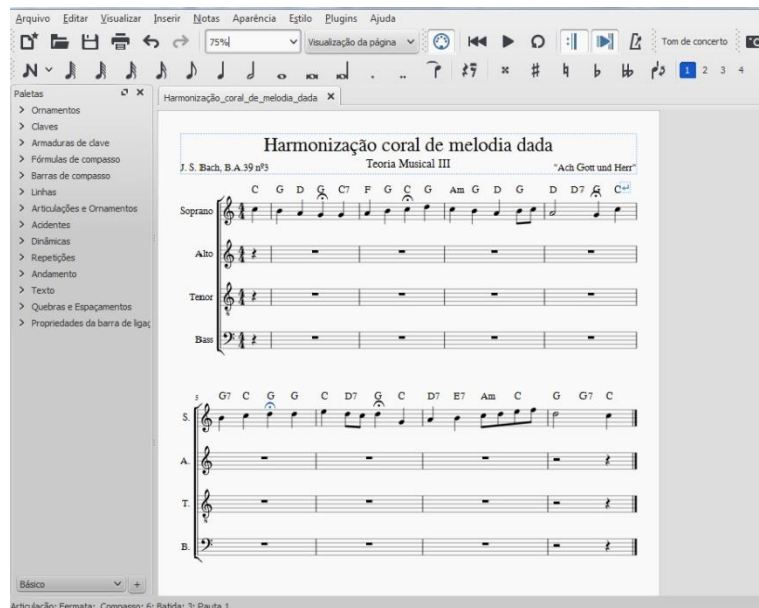 Arquivo Editar Visualizar Inserir Notas Aparência Estilo Plugins Ajuda
75% Visualização da página Tom de concerto
1 2 3 4
Paletas
Harmonização_coral_de_melodia_dada
Ornamentos
Claves
Armaduras de clave
Fórmulas de compasso
Barras de compasso
Linhas
Articulações e Ornamentos
Acidentes
Dinâmicas
Repetições
Andamento
Texto
Quebras e Espaçamentos
Propriedades da barra de ligaç
Harmonização coral de melodia dada
J. S. Bach, B.A.39 nº3 Teoria Musical III "Ach Gott und Herr"
C G D G C7 F G C G Am G D G D D7 G C
Soprano
Alto
Tenor
Bass
5 G7 C G G C D7 G C D7 E7 Am C G G7 C
S.
A.
T.
B.
Básico
Articulação: Fermata; Compasso: 6; Batida: 3; Pauta 1